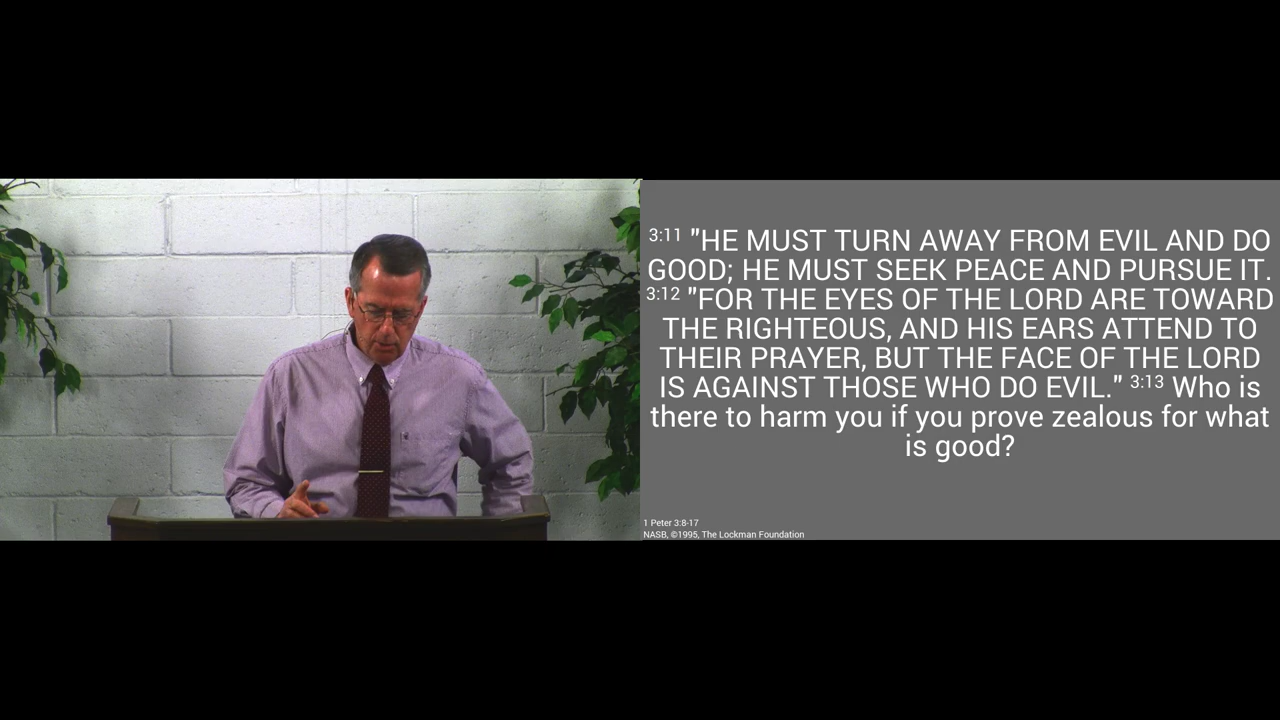 3:11 "HE MUST TURN AWAY FROM EVIL AND DO
GOOD; HE MUST SEEK PEACE AND PURSUE IT.
3:12 "FOR THE EYES OF THE LORD ARE TOWARD
THE RIGHTEOUS, AND HIS EARS ATTEND TO
THEIR PRAYER, BUT THE FACE OF THE LORD
IS AGAINST THOSE WHO DO EVIL." 3:13 Who is
there to harm you if you prove zealous for what
is good?
1 Peter 3:8-17
NASB, ©1995, The Lockman Foundation